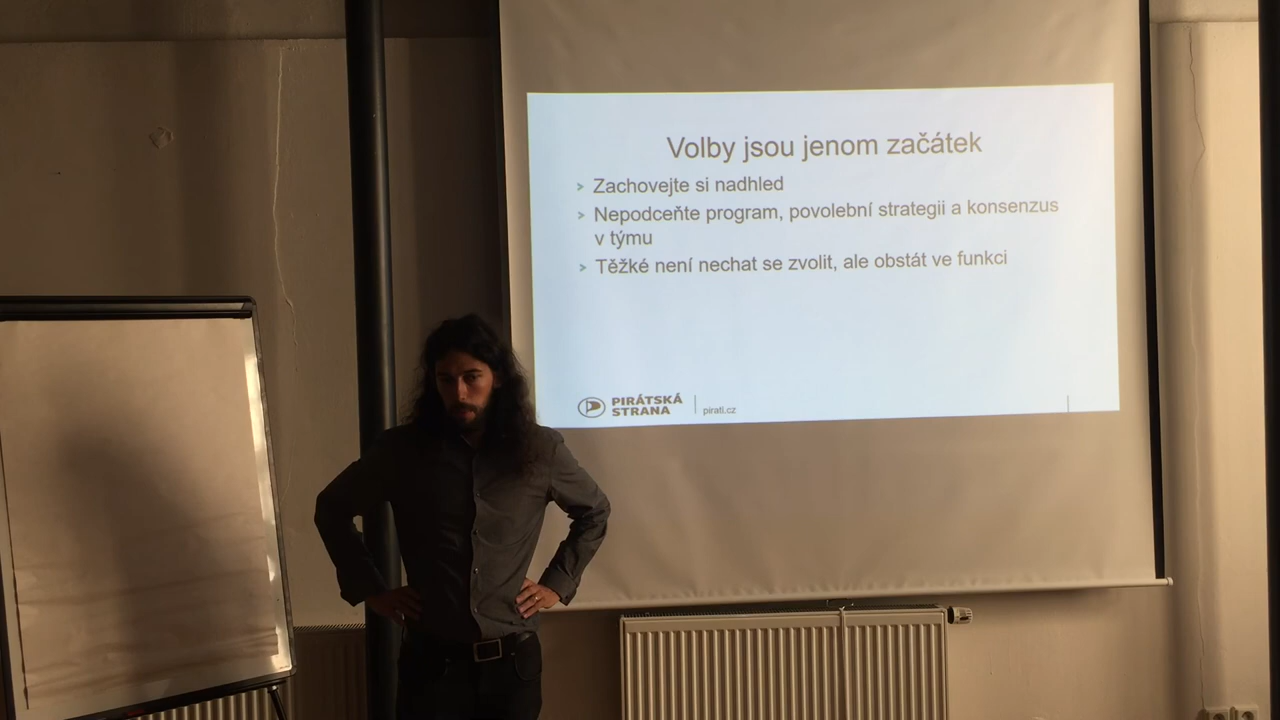 Volby jsou jenom začátek
Zachovejte si nadhled
Nepodceňte program, povolební strategii a konsenzus
v týmu
Těžké není nechat se zvolit, ale obstát ve funkci
PIRÁTSKÁ
STRANA
pirati.cz